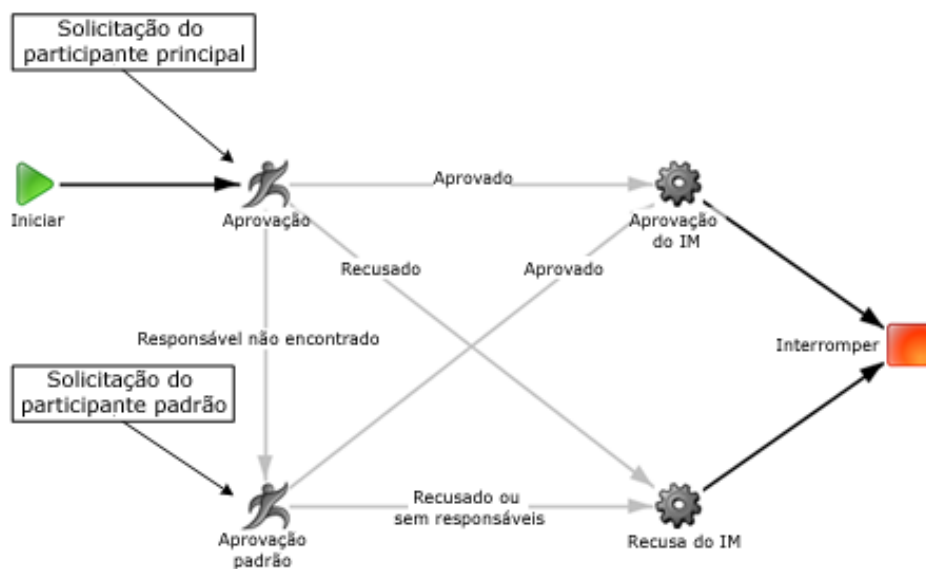 Solicitação do
participante principal
Iniciar
Aprovação
Aprovado
Aprovação
do IM
Recusado
Aprovado
Responsável não encontrado
Interromper
Solicitação do
participante padrão
Aprovação
padrão
Recusado ou
sem responsáveis
Recusa do IM